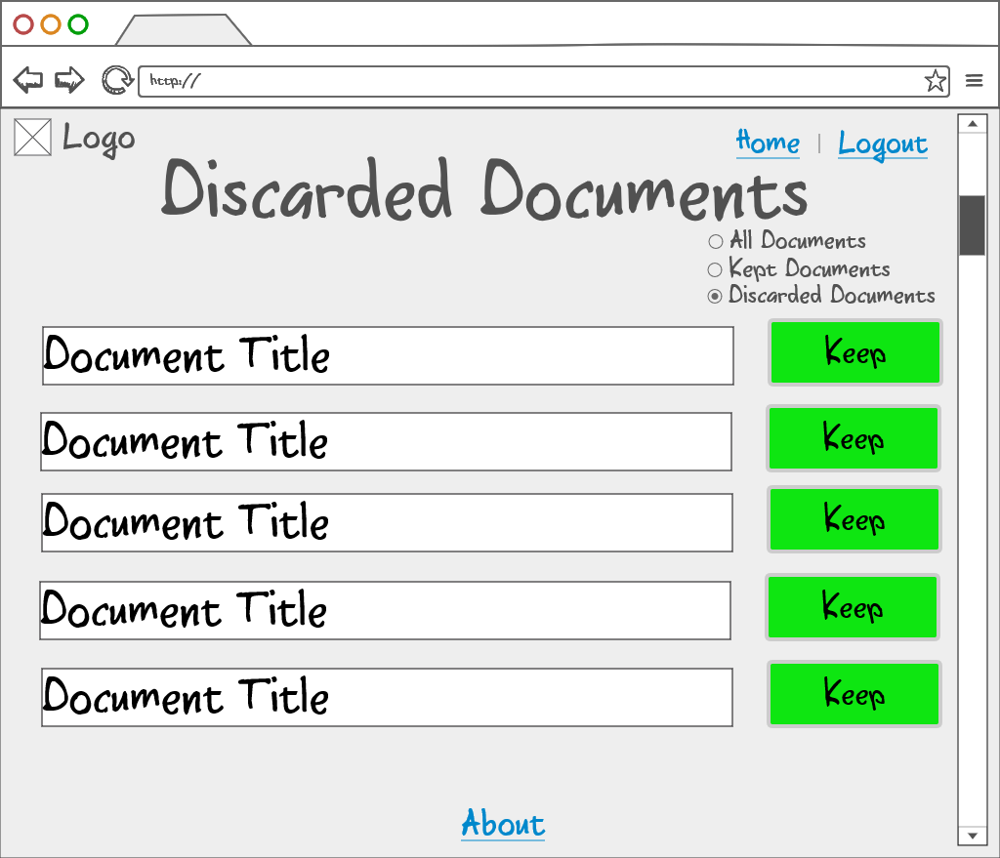 http://
Logo
Home | Logout
Discarded Documents
All Documents
Kept Documents
Discarded Documents
Document Title
Keep
Document Title
Keep
Document Title
Keep
Document Title
Keep
Document Title
Keep
About